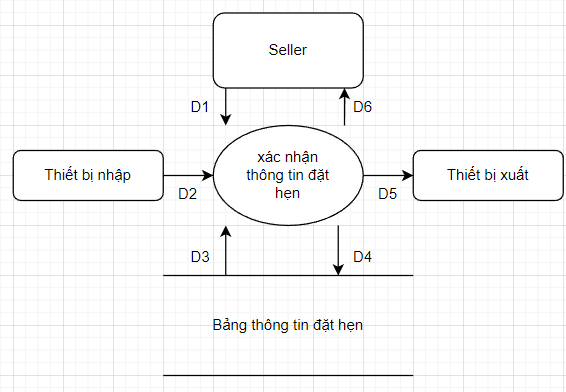 Seller
D1
D6
xác nhận
thông tin đặt
hẹn
Thiết bị nhập
D2
D5
Thiết bị xuất
D3
D4
Bảng thông tin đặt hẹn